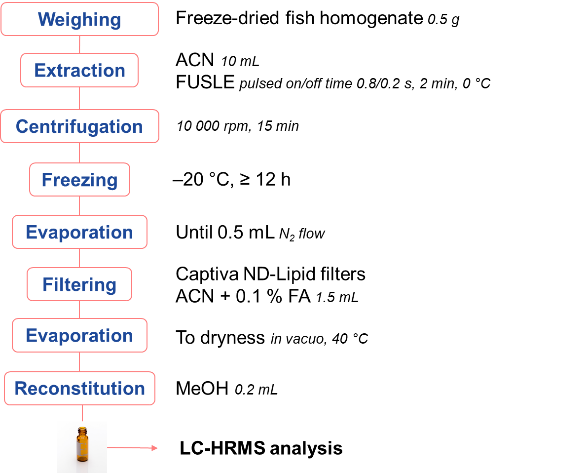 Weighing Freeze-dried fish homogenate 0.5 g
Extraction ACN 10 mL
FUSLE pulsed on/off time 0.8/0.2 s, 2 min, 0 °C
Centrifugation 10 000 rpm, 15 min
Freezing –20 °C, ≥ 12 h
Evaporation Until 0.5 mL N₂ flow
Filtering Captiva ND-Lipid filters
ACN + 0.1 % FA 1.5 mL
Evaporation To dryness in vacuo, 40 °C
Reconstitution MeOH 0.2 mL
LC-HRMS analysis